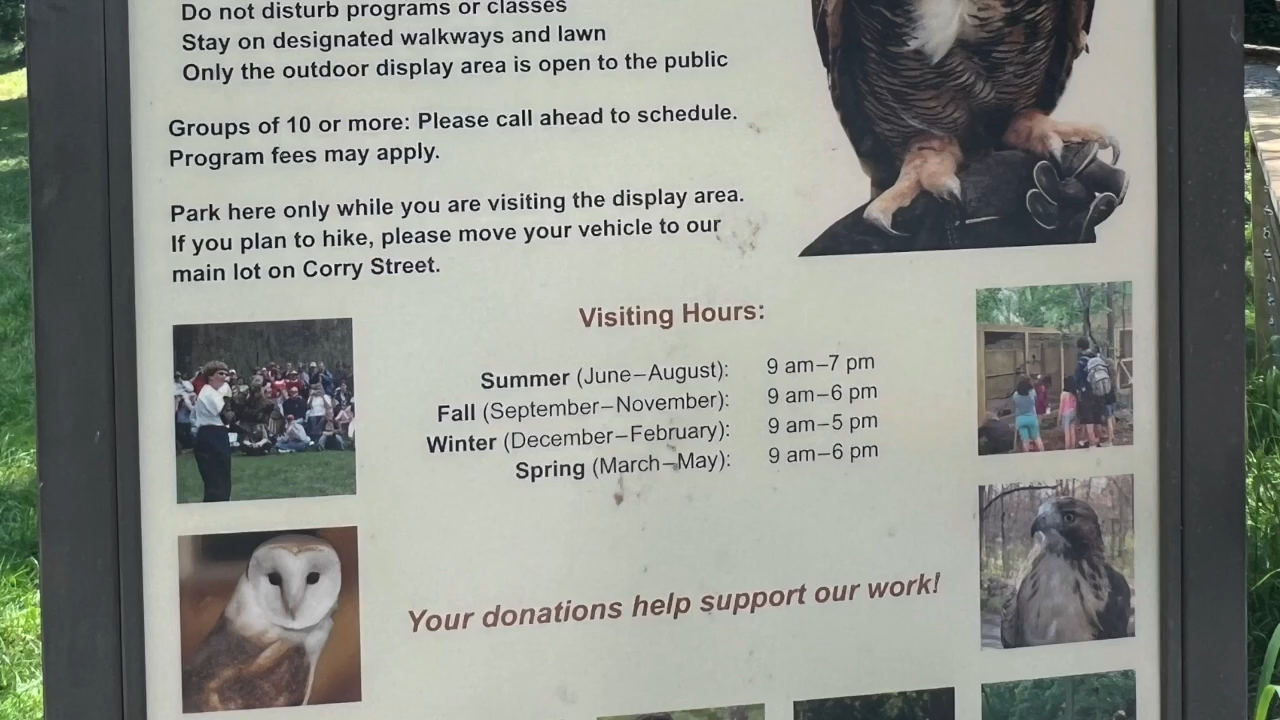 Do not disturb programs or classes
Stay on designated walkways and lawn
Only the outdoor display area is open to the public
Groups of 10 or more: Please call ahead to schedule.
Program fees may apply.
Park here only while you are visiting the display area.
If you plan to hike, please move your vehicle to our
main lot on Corry Street.
Visiting Hours:
Summer (June–August): 9 am–7 pm
Fall (September–November): 9 am–6 pm
Winter (December–February): 9 am–5 pm
Spring (March–May): 9 am–6 pm
Your donations help support our work!